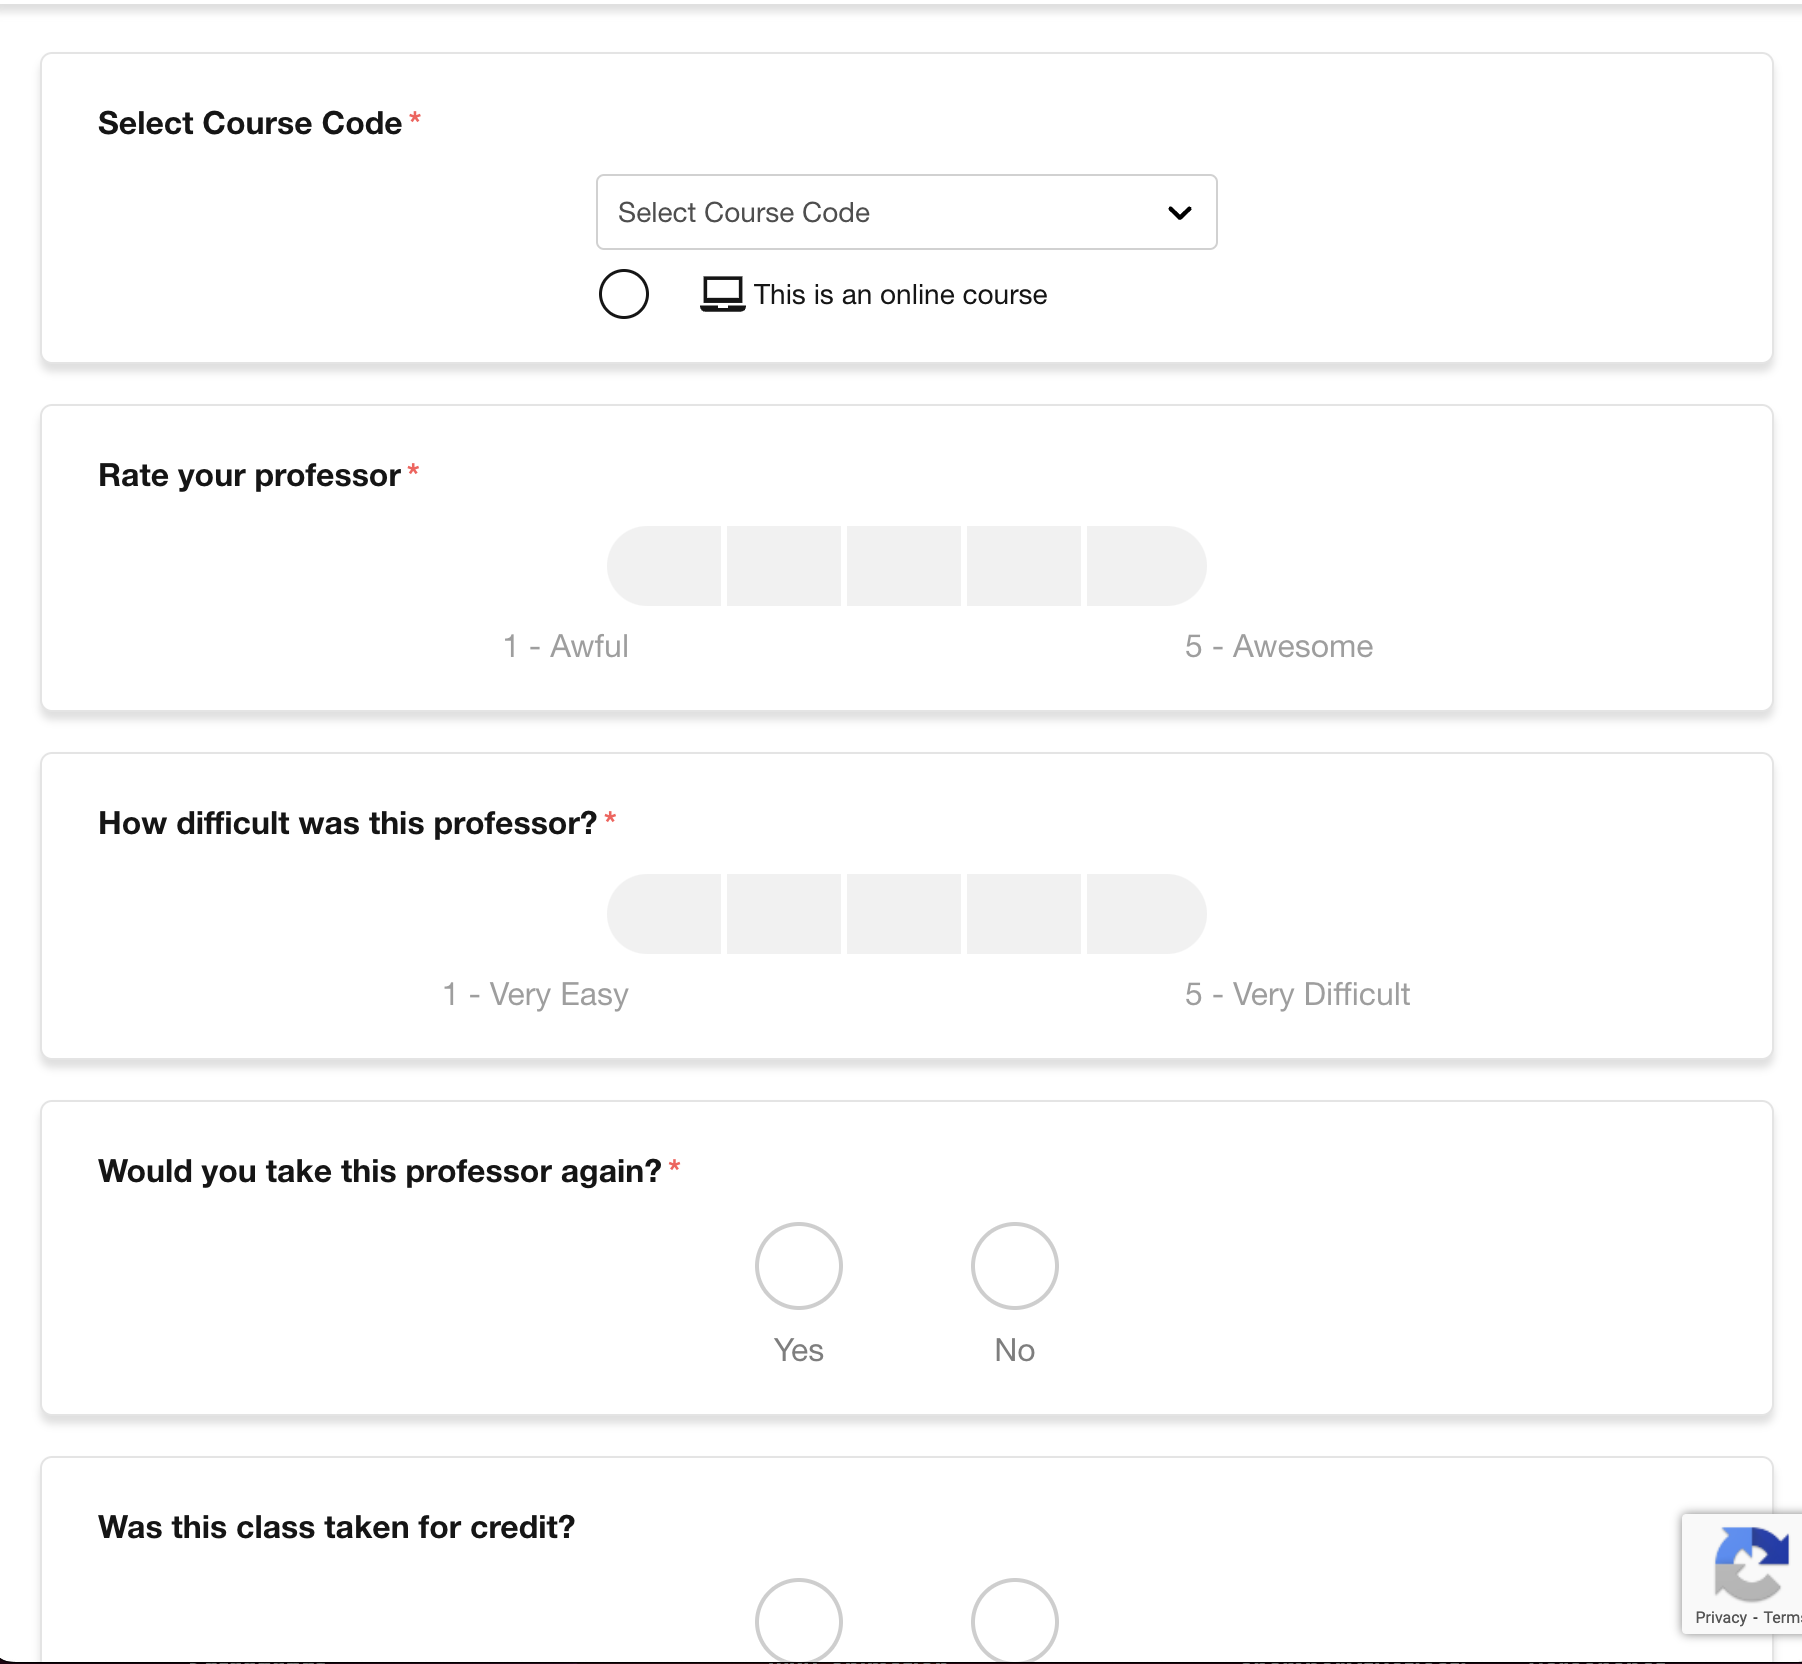 Select Course Code *
Select Course Code
This is an online course
Rate your professor *
1 - Awful
5 - Awesome
How difficult was this professor? *
1 - Very Easy
5 - Very Difficult
Would you take this professor again? *
Yes
No
Was this class taken for credit?
Privacy - Terms